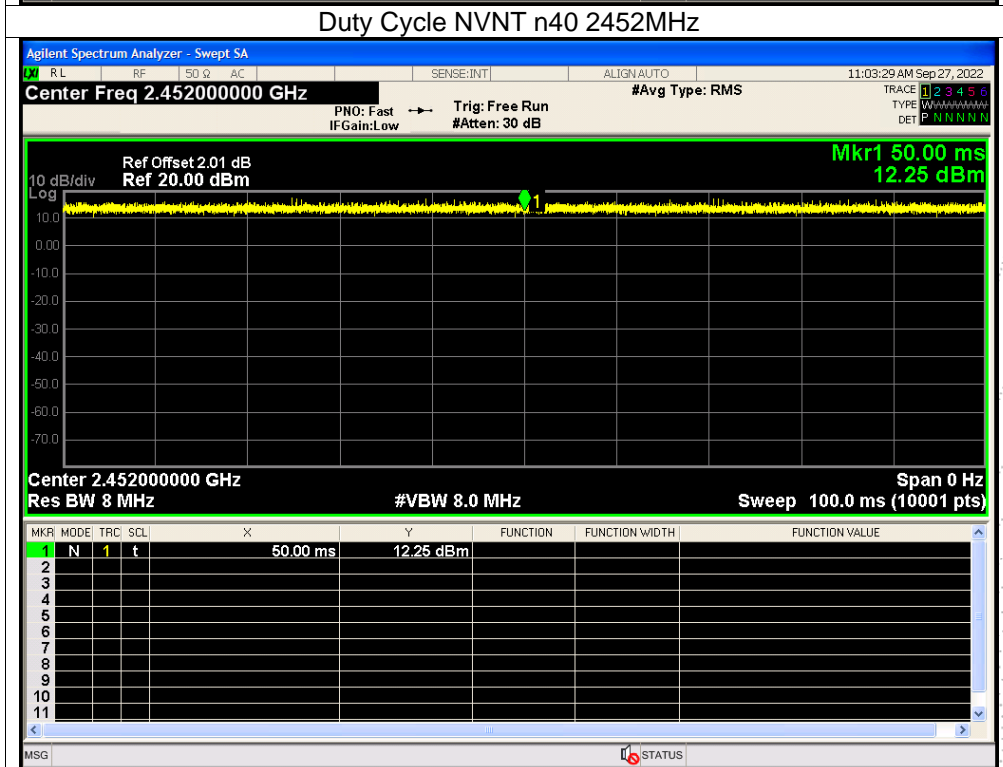 Duty Cycle NVNT n40 2452MHz
Agilent Spectrum Analyzer - Swept SA
LXI RL RF 50 Ω AC SENSE:INT ALIGN AUTO 11:03:29 AM Sep 27, 2022
Center Freq 2.452000000 GHz #Avg Type: RMS TRACE 1 2 3 4 5 6
PNO: Fast Trig: Free Run TYPE WWWWWW
IFGain:Low #Atten: 30 dB DET P N N N N N
Mkr1 50.00 ms
Ref Offset 2.01 dB
10 dB/div Ref 20.00 dBm 12.25 dBm
Log
1
10.0
0.00
-10.0
-20.0
-30.0
-40.0
-50.0
-60.0
-70.0
Center 2.452000000 GHz Span 0 Hz
Res BW 8 MHz #VBW 8.0 MHz Sweep 100.0 ms (10001 pts)
MKR MODE TRC SCL X Y FUNCTION FUNCTION WIDTH FUNCTION VALUE
1 N 1 t 50.00 ms 12.25 dBm
2
3
4
5
6
7
8
9
10
11
MSG STATUS